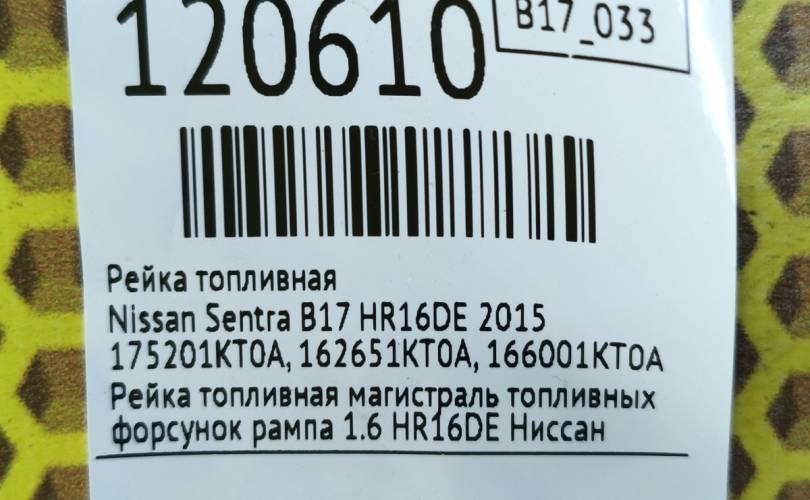 120610
B17_033
Рейка топливная
Nissan Sentra B17 HR16DE 2015
175201KT0A, 162651KT0A, 166001KT0A
Рейка топливная магистраль топливных
форсунок рампа 1.6 HR16DE Ниссан